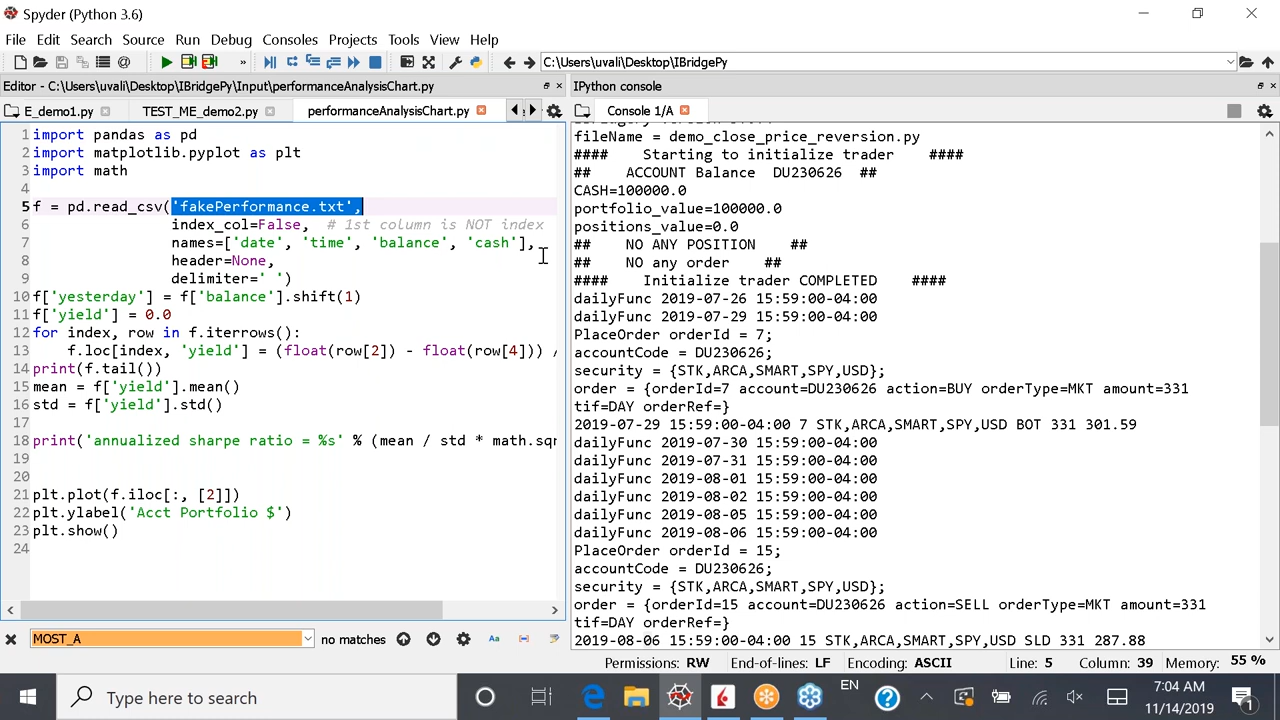 Spyder (Python 3.6)
File Edit Search Source Run Debug Consoles Projects Tools View Help
C:\Users\uvali\Desktop\IBridgePy
Editor - C:\Users\uvali\Desktop\IBridgePy\Input\performanceAnalysisChart.py
IPython console
E_demo1.py TEST_ME_demo2.py performanceAnalysisChart.py
Console 1/A
1 import pandas as pd
2 import matplotlib.pyplot as plt
3 import math
4
5 f = pd.read_csv('fakePerformance.txt',
6 index_col=False, # 1st column is NOT index
7 names=['date', 'time', 'balance', 'cash'],
8 header=None,
9 delimiter=' ')
10 f['yesterday'] = f['balance'].shift(1)
11 f['yield'] = 0.0
12 for index, row in f.iterrows():
13 f.loc[index, 'yield'] = (float(row[2]) - float(row[4])) /
14 print(f.tail())
15 mean = f['yield'].mean()
16 std = f['yield'].std()
17
18 print('annualized sharpe ratio = %s' % (mean / std * math.sqr
19
20
21 plt.plot(f.iloc[:, [2]])
22 plt.ylabel('Acct Portfolio $')
23 plt.show()
24
fileName = demo_close_price_reversion.py
#### Starting to initialize trader ####
## ACCOUNT Balance DU230626 ##
CASH=100000.0
portfolio_value=100000.0
positions_value=0.0
## NO ANY POSITION ##
## NO any order ##
#### Initialize trader COMPLETED ####
dailyFunc 2019-07-26 15:59:00-04:00
dailyFunc 2019-07-29 15:59:00-04:00
PlaceOrder orderId = 7;
accountCode = DU230626;
security = {STK,ARCA,SMART,SPY,USD};
order = {orderId=7 account=DU230626 action=BUY orderType=MKT amount=331
tif=DAY orderRef=}
2019-07-29 15:59:00-04:00 7 STK,ARCA,SMART,SPY,USD BOT 331 301.59
dailyFunc 2019-07-30 15:59:00-04:00
dailyFunc 2019-07-31 15:59:00-04:00
dailyFunc 2019-08-01 15:59:00-04:00
dailyFunc 2019-08-02 15:59:00-04:00
dailyFunc 2019-08-05 15:59:00-04:00
dailyFunc 2019-08-06 15:59:00-04:00
PlaceOrder orderId = 15;
accountCode = DU230626;
security = {STK,ARCA,SMART,SPY,USD};
order = {orderId=15 account=DU230626 action=SELL orderType=MKT amount=331
tif=DAY orderRef=}
2019-08-06 15:59:00-04:00 15 STK,ARCA,SMART,SPY,USD SLD 331 287.88
MOST_A no matches Aa
Permissions: RW End-of-lines: LF Encoding: ASCII Line: 5 Column: 39 Memory: 55 %
Type here to search
EN
7:04 AM
11/14/2019
1